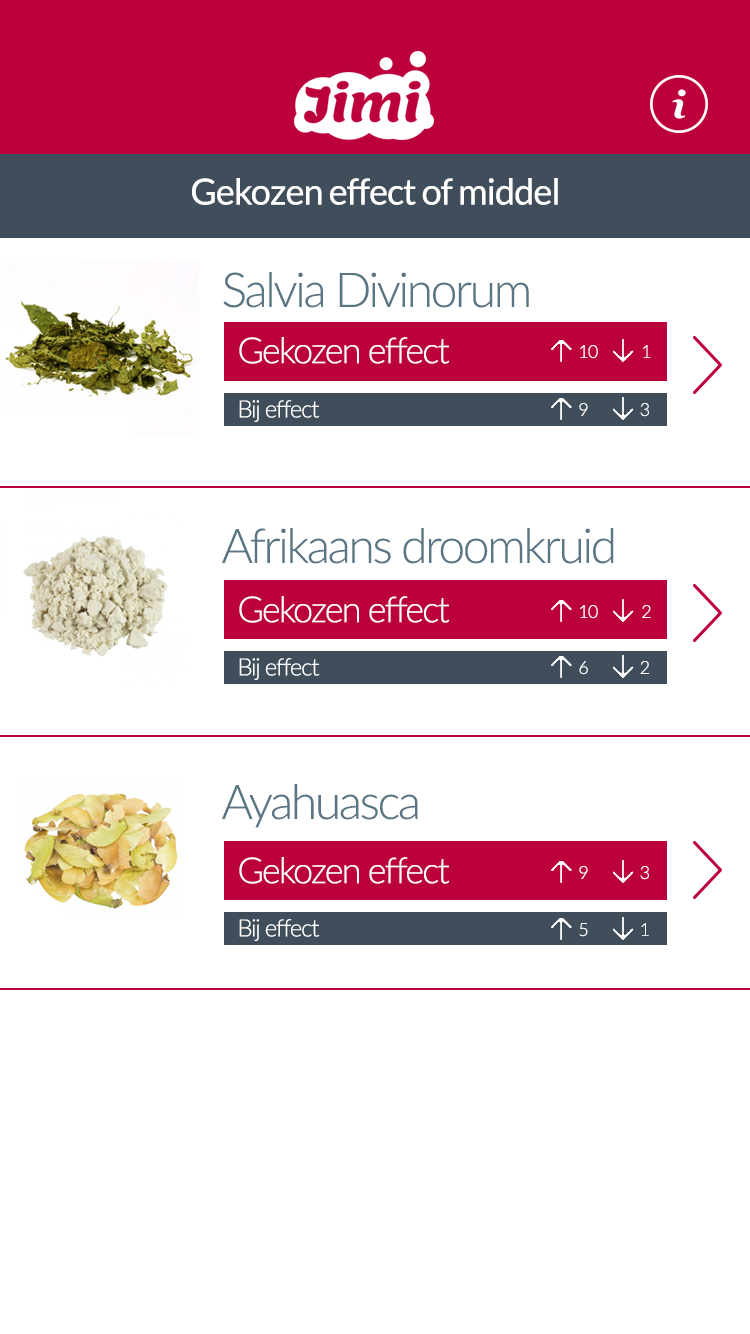 Jimi
i
Gekozen effect of middel
Salvia Divinorum
Gekozen effect ↑ 10 ↓ 1
Bij effect ↑ 9 ↓ 3
Afrikaans droomkruid
Gekozen effect ↑ 10 ↓ 2
Bij effect ↑ 6 ↓ 2
Ayahuasca
Gekozen effect ↑ 9 ↓ 3
Bij effect ↑ 5 ↓ 1